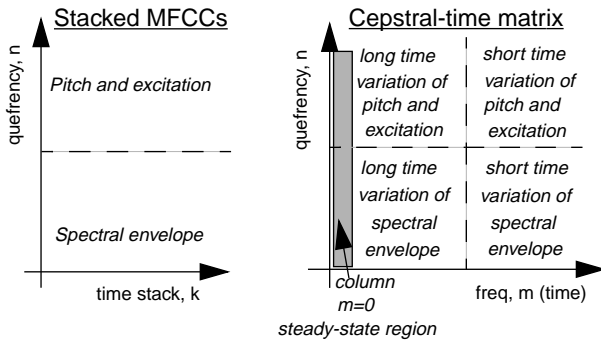 Stacked MFCCs
quefrency, n
Pitch and excitation
Spectral envelope
time stack, k
Cepstral-time matrix
quefrency, n
long time
variation of
pitch and
excitation
short time
variation of
pitch and
excitation
long time
variation of
spectral
envelope
short time
variation of
spectral
envelope
column
m=0
steady-state region
freq, m (time)